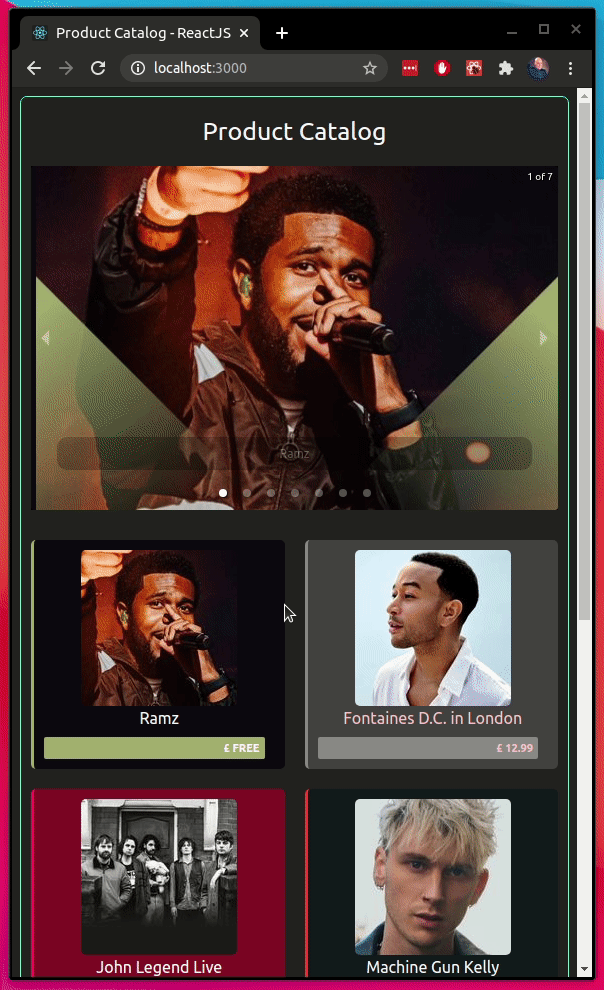 Product Catalog - ReactJS
localhost:3000
Product Catalog
1 of 7
Ramz
Ramz
£ FREE
Fontaines D.C. in London
£ 12.99
John Legend Live
Machine Gun Kelly